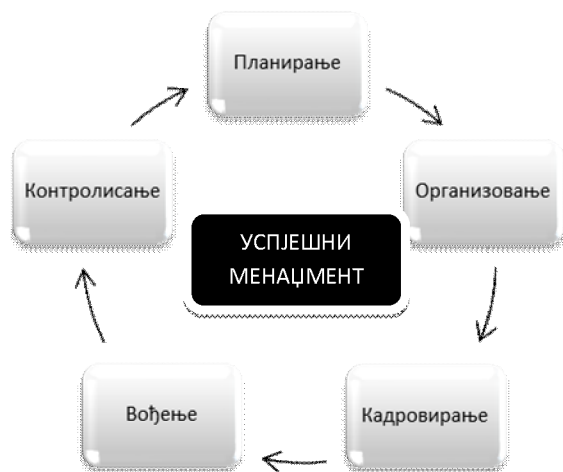 Планирање
Организовање
Кадровирање
Вођење
Контролисање
УСПЈЕШНИ
МЕНАЏМЕНТ